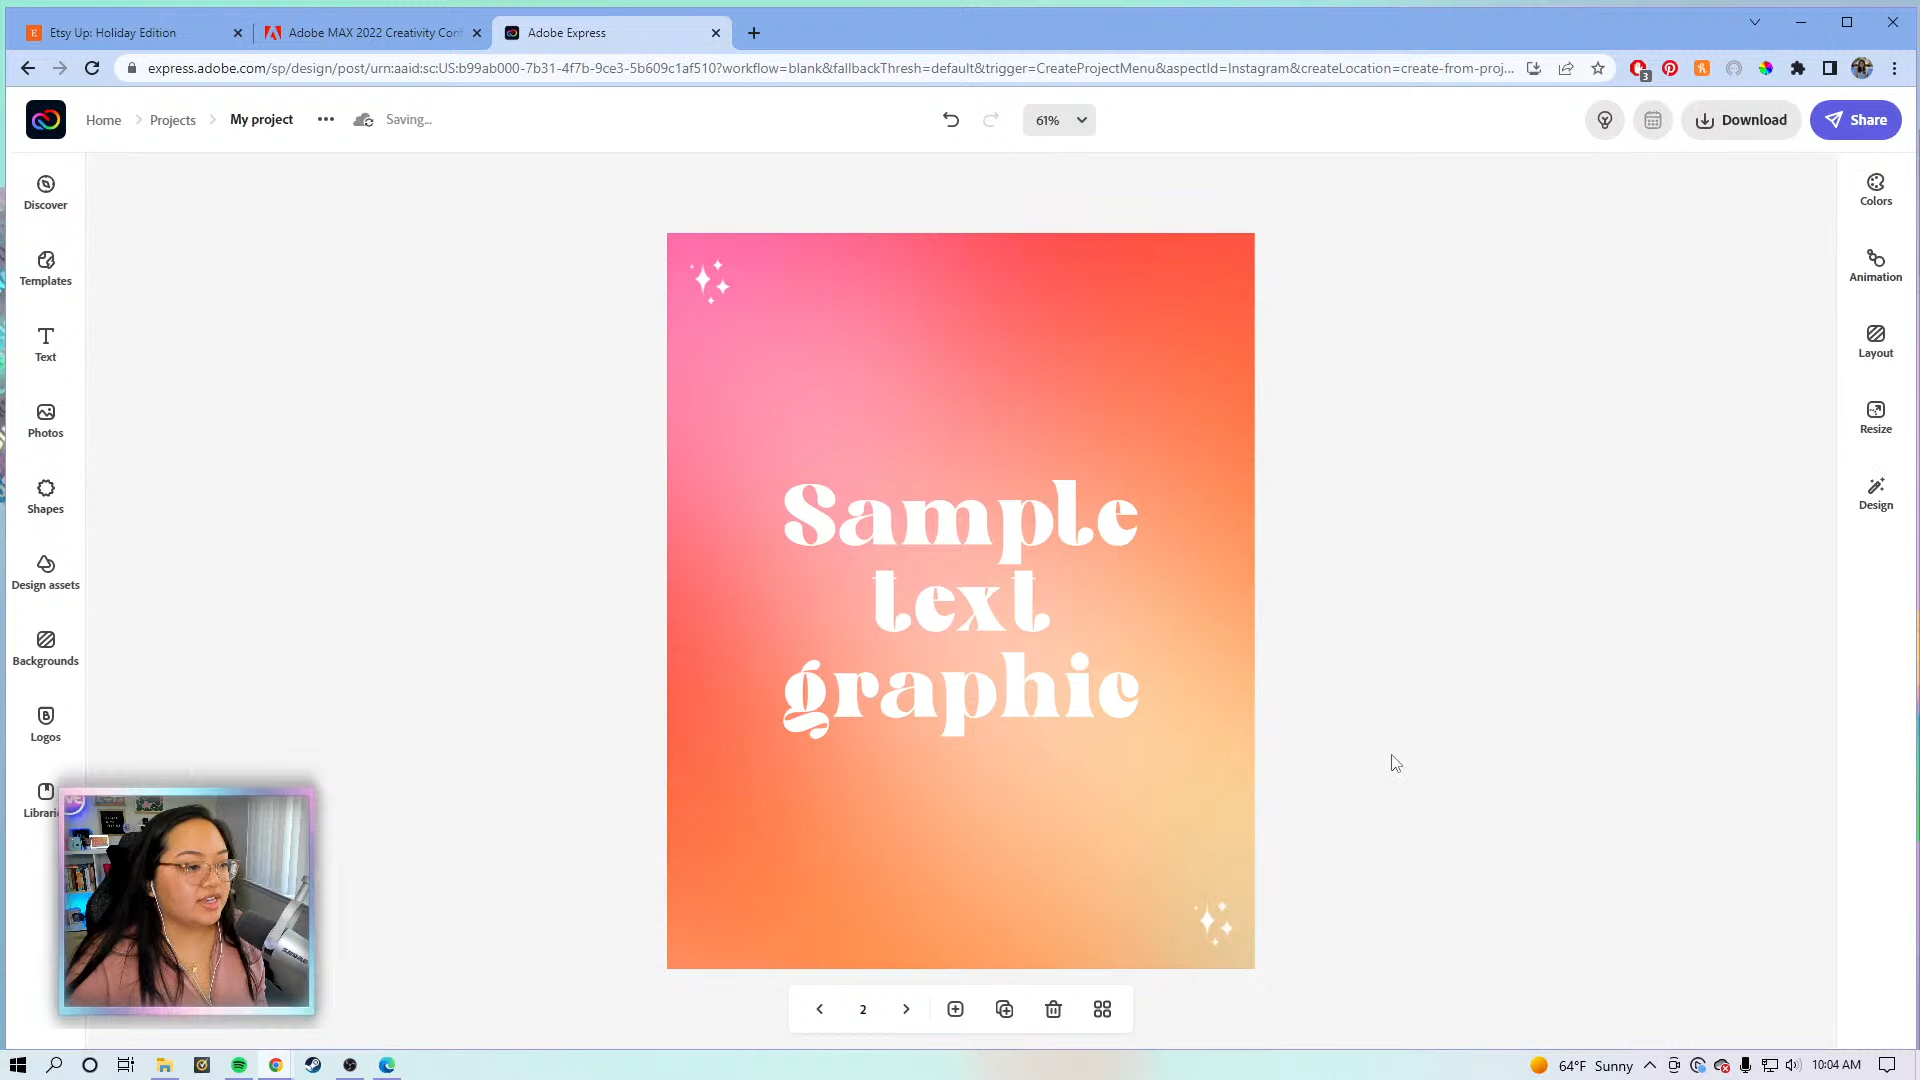 Etsy Up: Holiday Edition
Adobe MAX 2022 Creativity Conf
Adobe Express
express.adobe.com/sp/design/post/urn:aaid:sc:US:b99ab000-7b31-4f7b-9ce3-5b609c1af510?workflow=blank&fallbackThresh=default&trigger=CreateProjectMenu&aspectId=Instagram&createLocation=create-from-proj...
3
Home
Projects
My project
Saving...
61%
Download
Share
Discover
Templates
Text
Photos
Shapes
Design assets
Backgrounds
Logos
Librari
Colors
Animation
Layout
Resize
Design
Sample
text
graphic
2
SHURE
64°F Sunny
10:04 AM